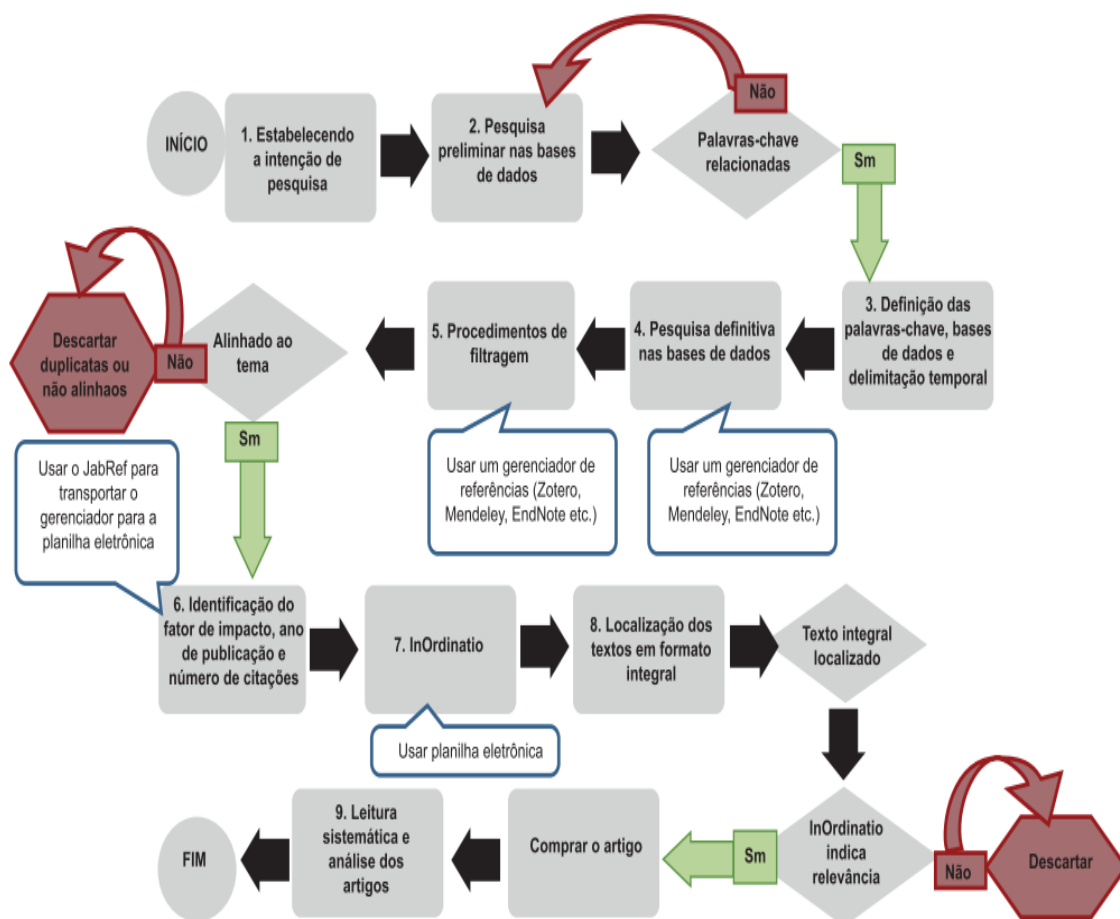 INÍCIO
1. Estabelecendo
a intenção de
pesquisa
2. Pesquisa
preliminar nas bases
de dados
Não
Palavras-chave
relacionadas
Sm
3. Definição das
palavras-chave, bases
de dados e
delimitação temporal
4. Pesquisa definitiva
nas bases de dados
Usar um gerenciador de
referências (Zotero,
Mendeley, EndNote etc.)
5. Procedimentos de
filtragem
Usar um gerenciador de
referências (Zotero,
Mendeley, EndNote etc.)
Alinhado ao
tema
Não
Descartar
duplicatas ou
não alinhaos
Sm
Usar o JabRef para
transportar o
gerenciador para a
planilha eletrônica
6. Identificação do
fator de impacto, ano
de publicação e
número de citações
7. InOrdinatio
Usar planilha eletrônica
8. Localização dos
textos em formato
integral
Texto integral
localizado
InOrdinatio
indica
relevância
Não
Descartar
Sm
Comprar o artigo
9. Leitura
sistemática e
análise dos
artigos
FIM